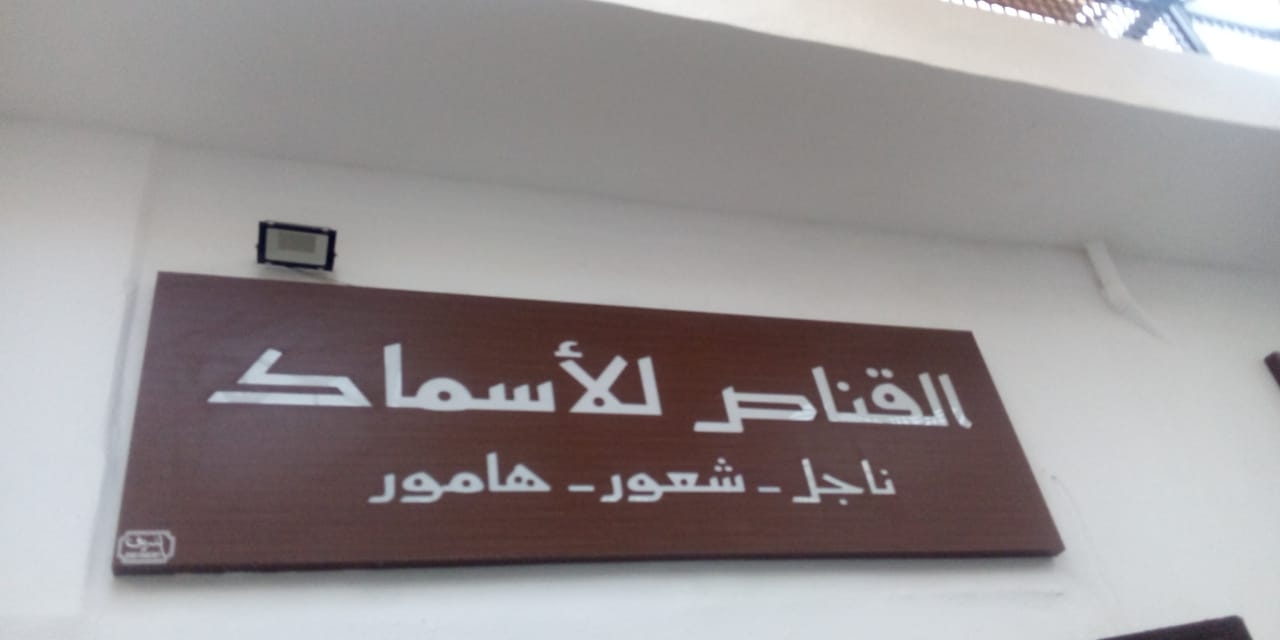 القناص للأسماك
ناجل - شعور - هامور